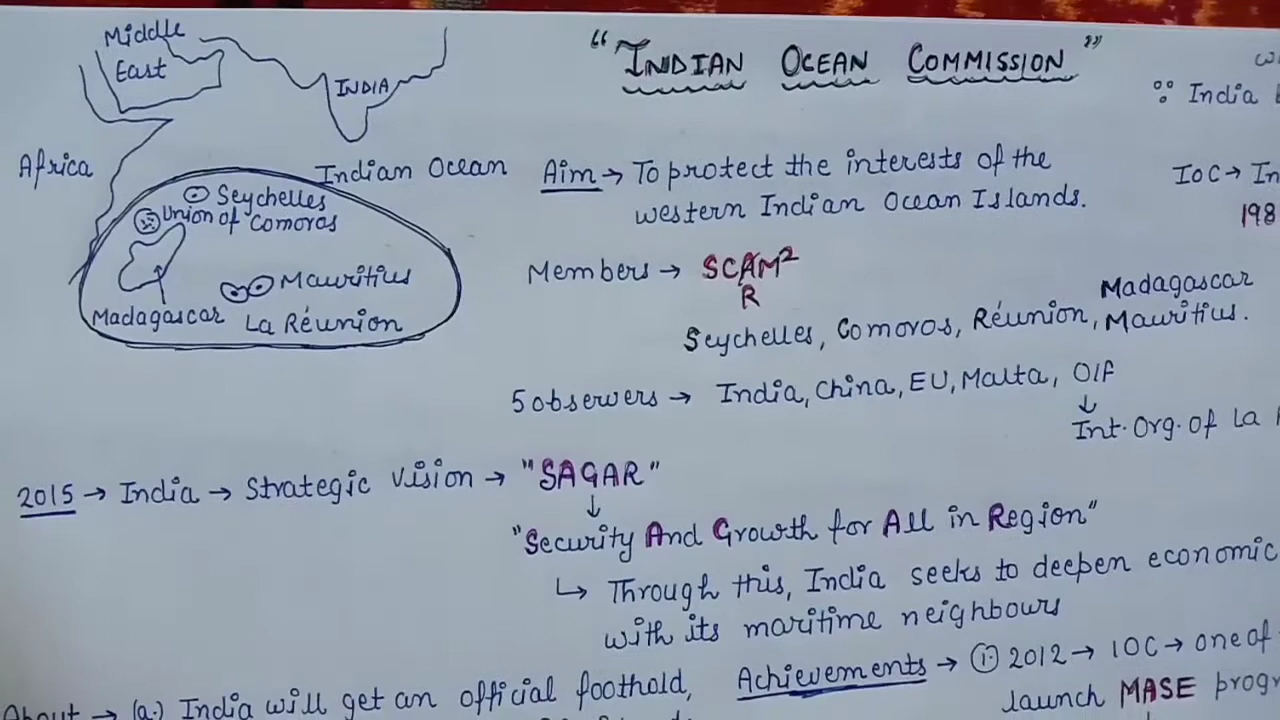 Middle
East
INDIA
Africa
Indian Ocean
Seychelles
Union of Comoros
Mauritius
Madagascar
La Réunion
"INDIAN OCEAN COMMISSION"
∵ India
Aim → To protect the interests of the
western Indian Ocean Islands.
IOC → In
198
Members → SCAM²
R
Madagascar
Seychelles, Comoros, Réunion, Mauritius.
5 observers → India, China, EU, Malta, OIF
↓
Int. Org. of La
2015 → India → Strategic Vision → "SAGAR"
↓
"Security And Growth for All in Region"
↳ Through this, India seeks to deepen economic
with its maritime neighbours
Achievements → ① 2012 → IOC → one of
launch MASE progr
About → (a.) India will get an official foothold,